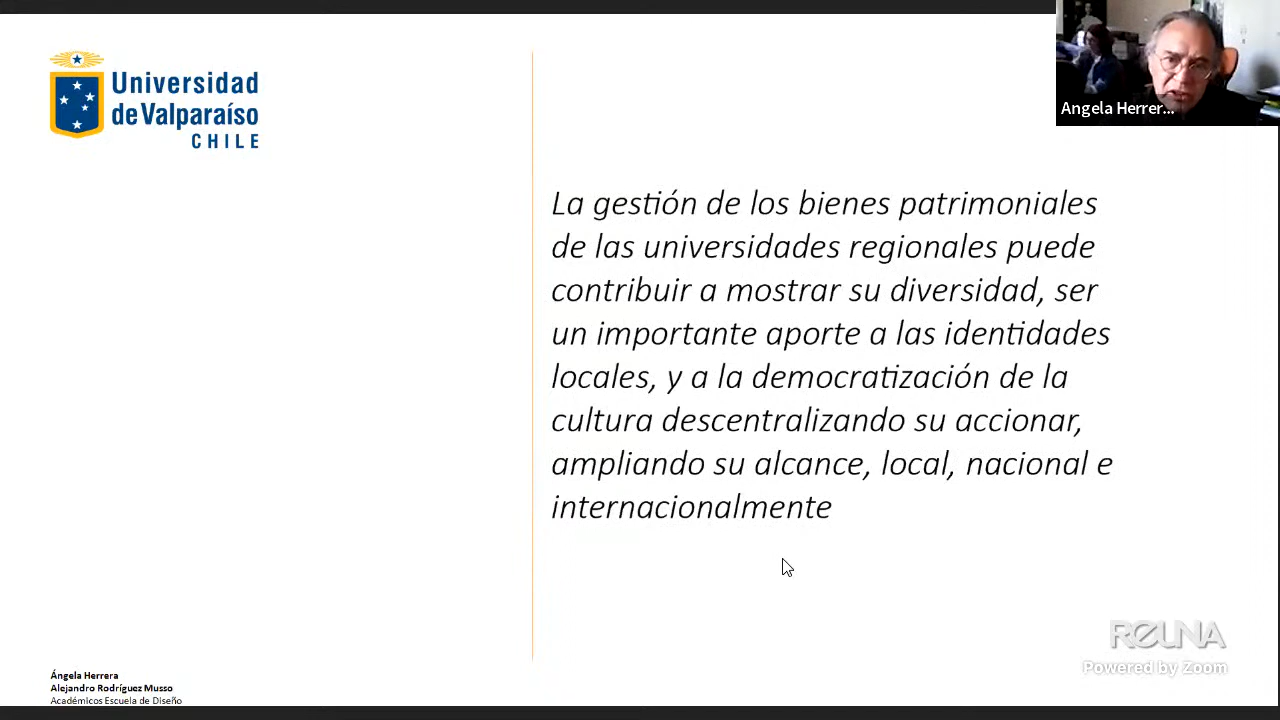 Universidad
de Valparaíso
CHILE
Angela Herrer...
La gestión de los bienes patrimoniales
de las universidades regionales puede
contribuir a mostrar su diversidad, ser
un importante aporte a las identidades
locales, y a la democratización de la
cultura descentralizando su accionar,
ampliando su alcance, local, nacional e
internacionalmente
REUNA
Powered by Zoom
Ángela Herrera
Alejandro Rodríguez Musso
Académicos Escuela de Diseño